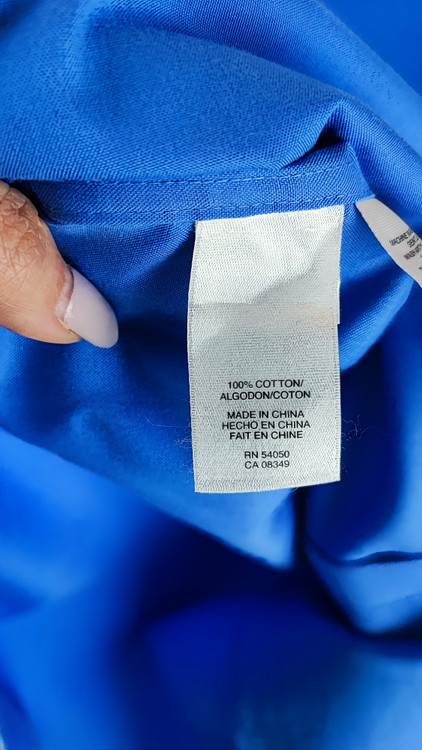 100% COTTON/
ALGODON/COTON
MADE IN CHINA
HECHO EN CHINA
FAIT EN CHINE
RN 54050
CA 08349